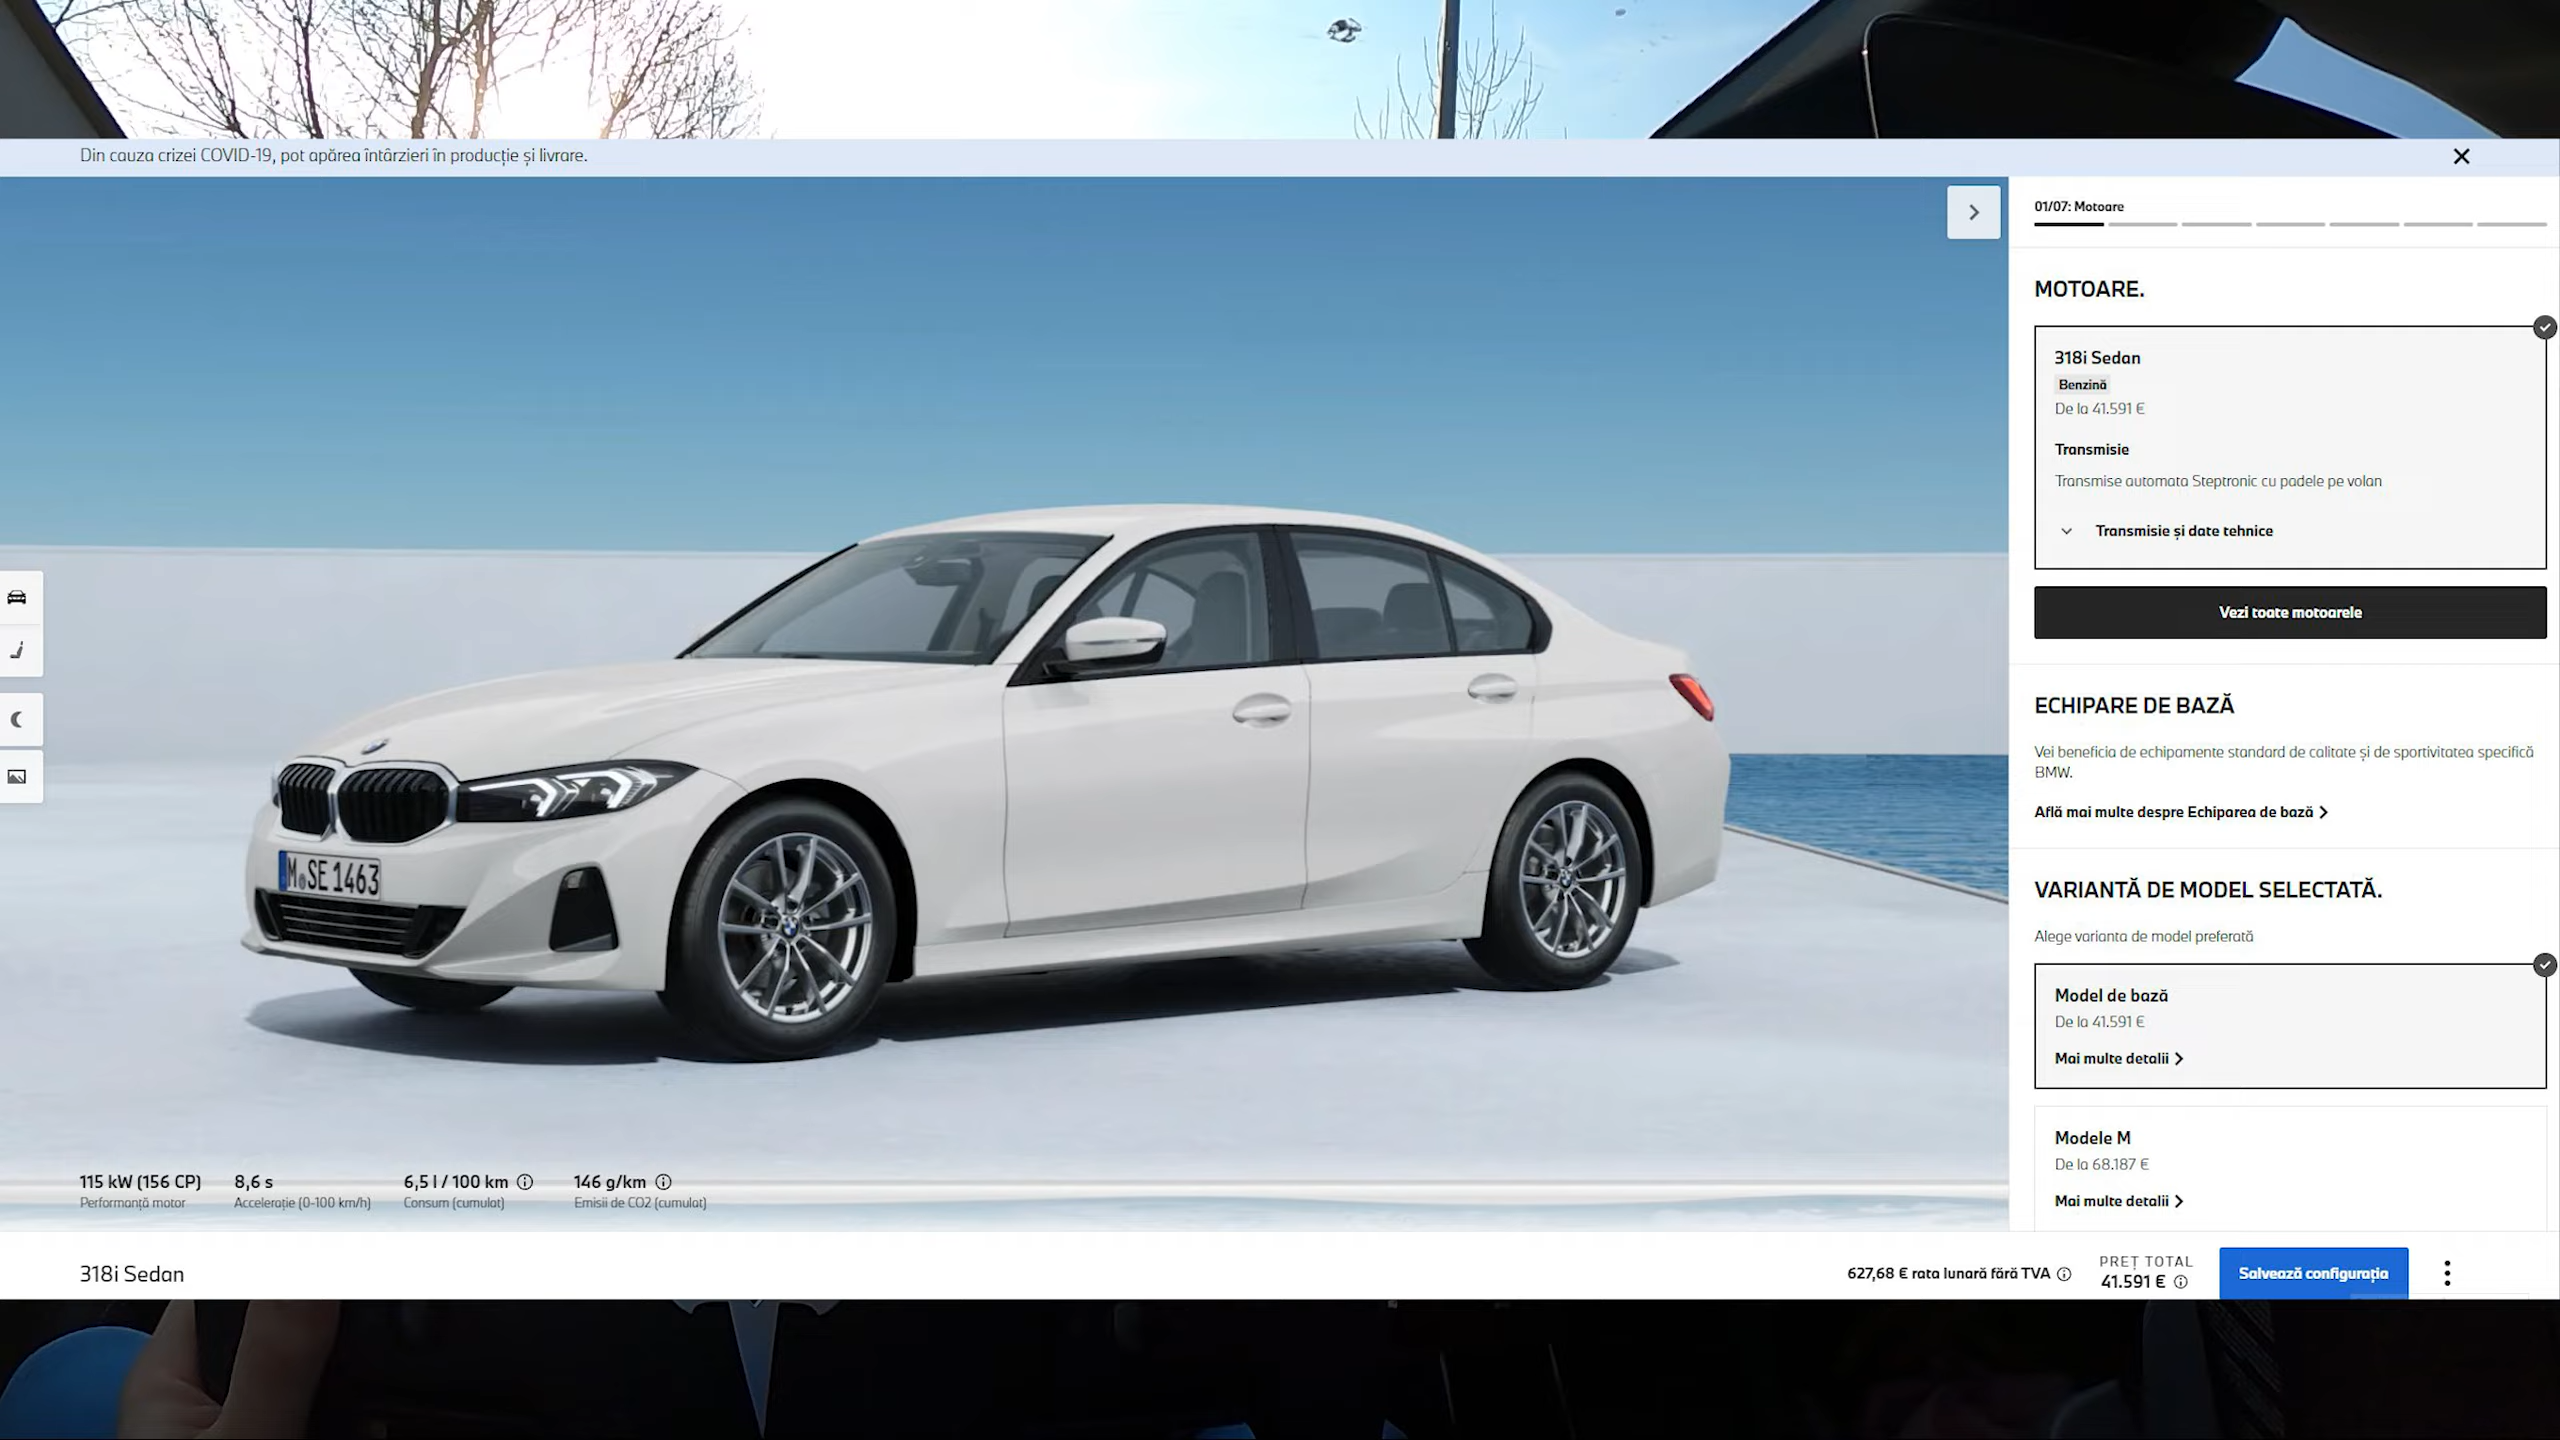 Din cauza crizei COVID-19, pot apărea întârzieri în producție și livrare.
01/07: Motoare
MOTOARE.
318i Sedan
Benzină
De la 41.591 €
Transmisie
Transmise automata Steptronic cu padele pe volan
Transmisie și date tehnice
Vezi toate motoarele
ECHIPARE DE BAZĂ
Vei beneficia de echipamente standard de calitate și de sportivitatea specifică
BMW.
Află mai multe despre Echiparea de bază
VARIANTĂ DE MODEL SELECTATĂ.
Alege varianta de model preferată
Model de bază
De la 41.591 €
Mai multe detalii
Modele M
De la 68.187 €
Mai multe detalii
M SE 1463
115 kW (156 CP)
Performanță motor
8,6 s
Accelerație (0-100 km/h)
6,5 l / 100 km
Consum (cumulat)
146 g/km
Emisii de CO2 (cumulat)
318i Sedan
627,68 € rata lunară fără TVA
PREȚ TOTAL
41.591 €
Salvează configurația